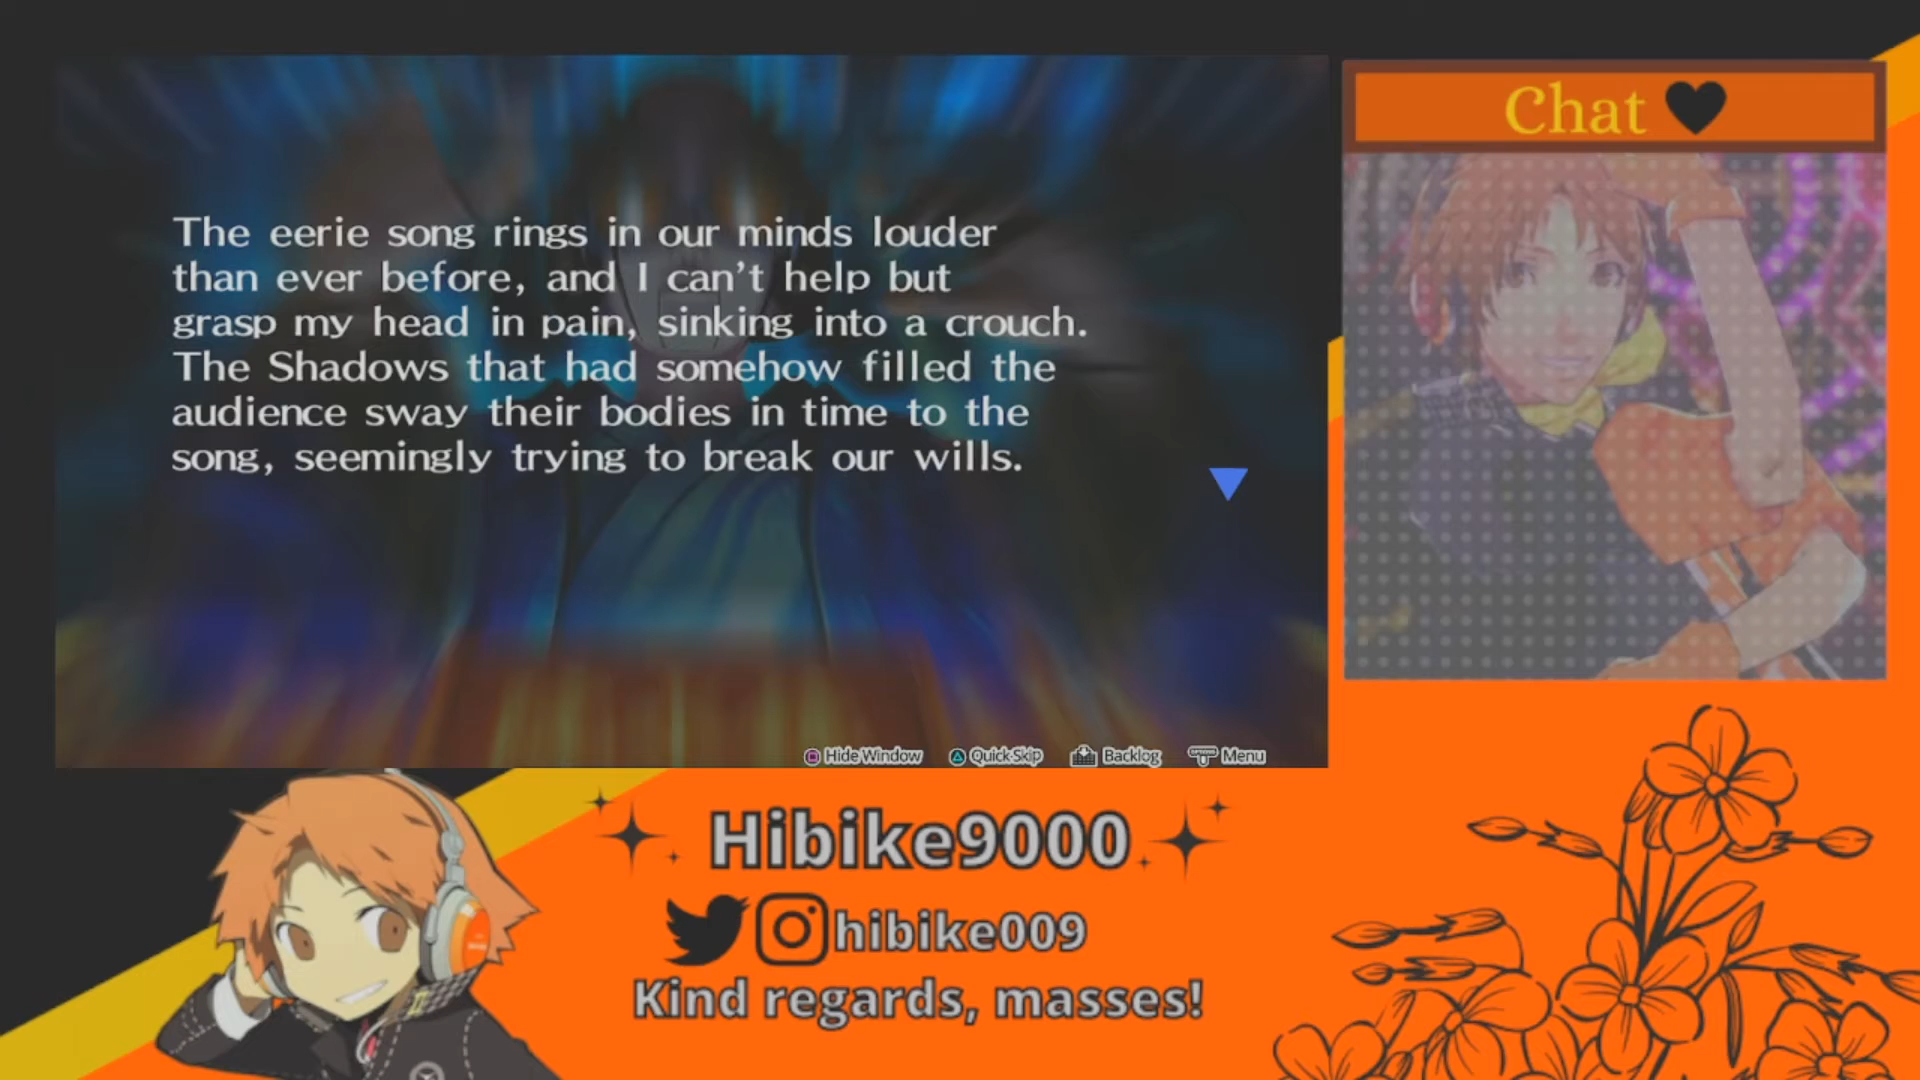 The eerie song rings in our minds louder
than ever before, and I can't help but
grasp my head in pain, sinking into a crouch.
The Shadows that had somehow filled the
audience sway their bodies in time to the
song, seemingly trying to break our wills.
Hide Window Quick Skip Backlog Menu
Chat
Hibike9000
hibike009
Kind regards, masses!